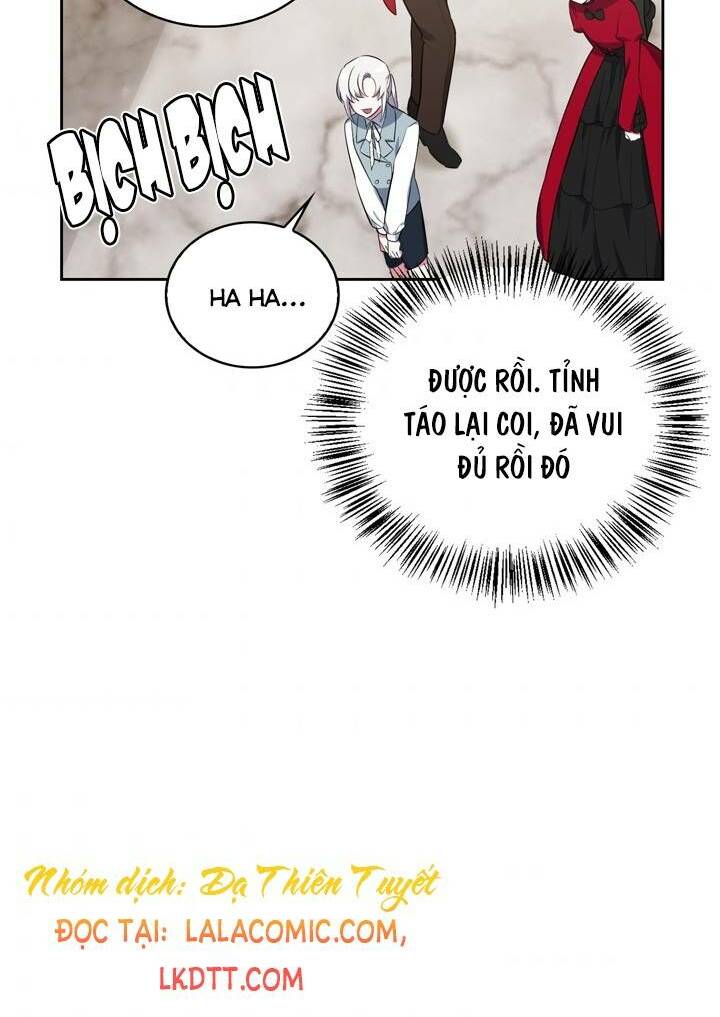 BỊCH BỊCH
HA HA...
ĐƯỢC RỒI. TỈNH
TÁO LẠI COI, ĐÃ VUI
ĐỦ RỒI ĐÓ
Nhóm dịch: Dạ Thiên Tuyết
ĐỌC TẠI: LALACOMIC.COM,
LKDTT.COM